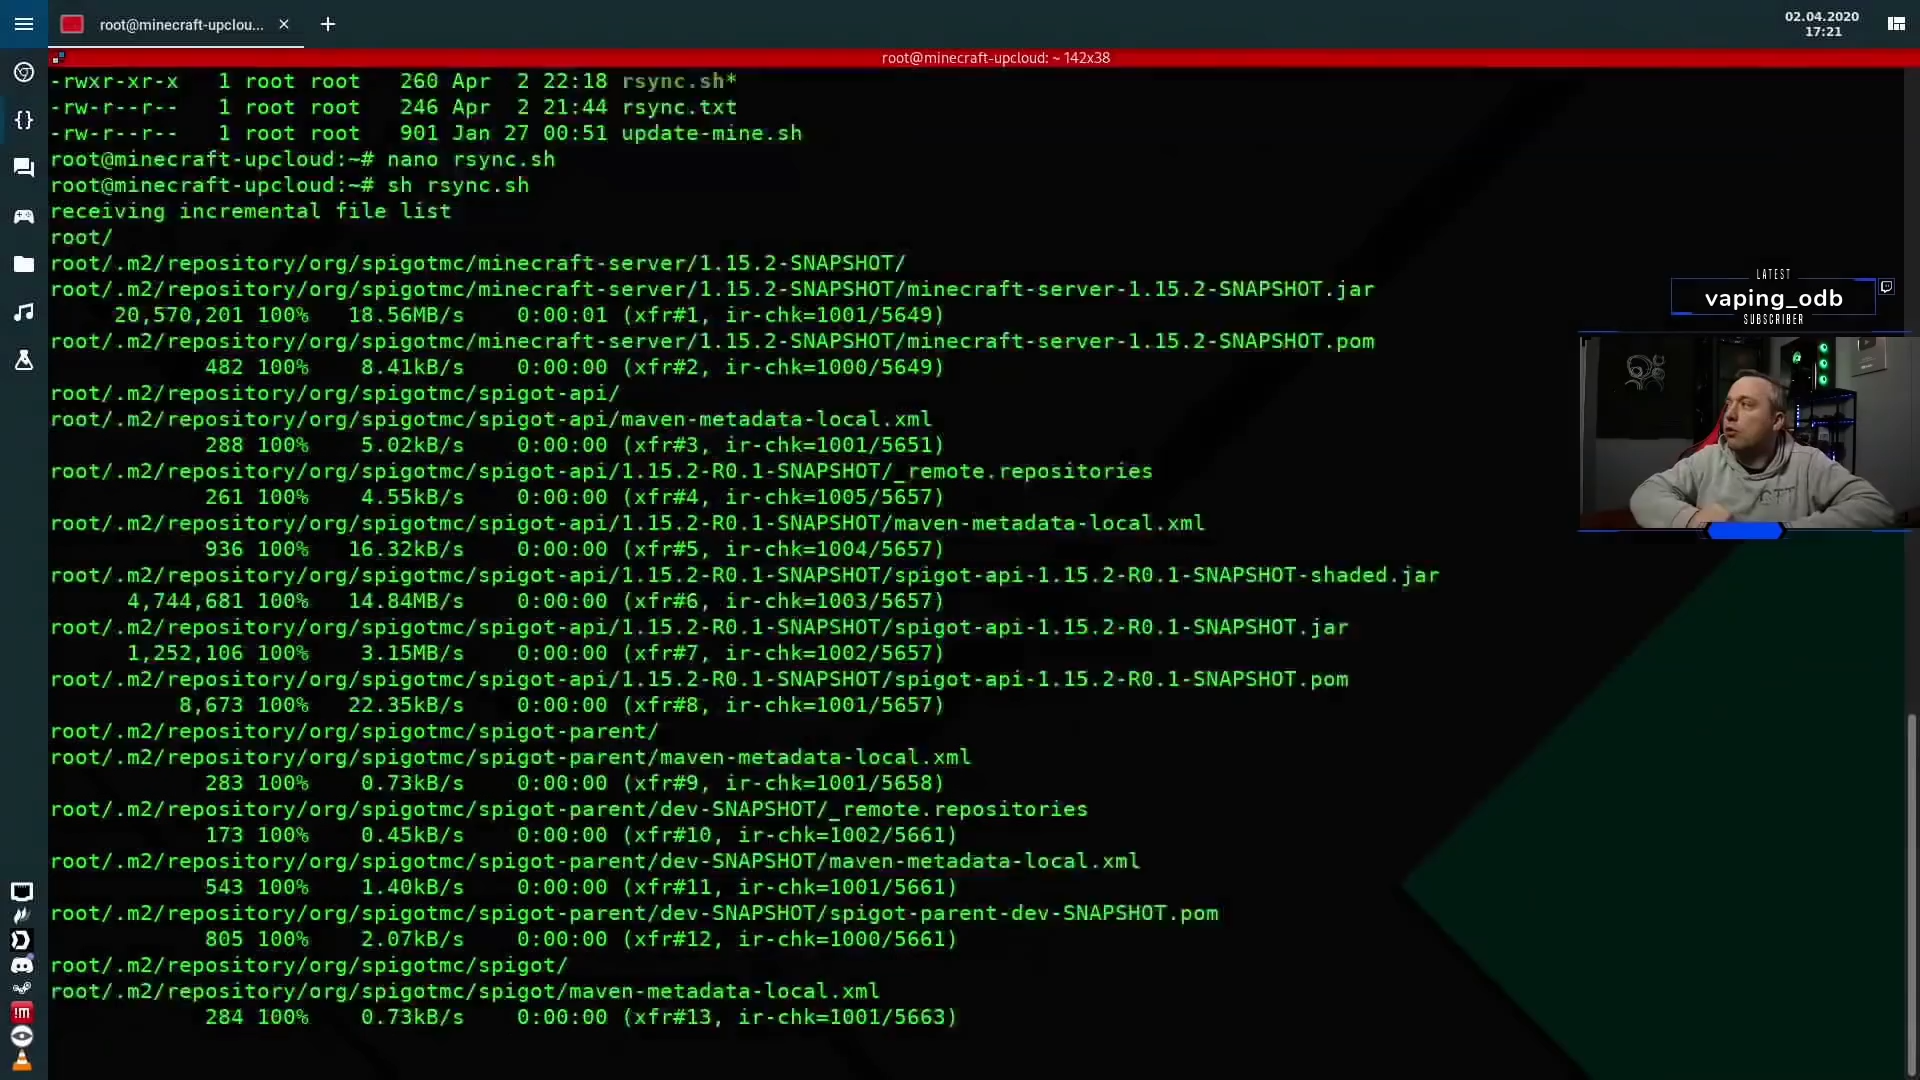 root@minecraft-upclou...
02.04.2020
17:21
root@minecraft-upcloud: ~ 142x38
-rwxr-xr-x   1 root root   260 Apr  2 22:18 rsync.sh*
-rw-r--r--   1 root root   246 Apr  2 21:44 rsync.txt
-rw-r--r--   1 root root   901 Jan 27 00:51 update-mine.sh
root@minecraft-upcloud:~# nano rsync.sh
root@minecraft-upcloud:~# sh rsync.sh
receiving incremental file list
root/
root/.m2/repository/org/spigotmc/minecraft-server/1.15.2-SNAPSHOT/
root/.m2/repository/org/spigotmc/minecraft-server/1.15.2-SNAPSHOT/minecraft-server-1.15.2-SNAPSHOT.jar
20,570,201 100%   18.56MB/s    0:00:01 (xfr#1, ir-chk=1001/5649)
root/.m2/repository/org/spigotmc/minecraft-server/1.15.2-SNAPSHOT/minecraft-server-1.15.2-SNAPSHOT.pom
482 100%    8.41kB/s    0:00:00 (xfr#2, ir-chk=1000/5649)
root/.m2/repository/org/spigotmc/spigot-api/
root/.m2/repository/org/spigotmc/spigot-api/maven-metadata-local.xml
288 100%    5.02kB/s    0:00:00 (xfr#3, ir-chk=1001/5651)
root/.m2/repository/org/spigotmc/spigot-api/1.15.2-R0.1-SNAPSHOT/_remote.repositories
261 100%    4.55kB/s    0:00:00 (xfr#4, ir-chk=1005/5657)
root/.m2/repository/org/spigotmc/spigot-api/1.15.2-R0.1-SNAPSHOT/maven-metadata-local.xml
936 100%   16.32kB/s    0:00:00 (xfr#5, ir-chk=1004/5657)
root/.m2/repository/org/spigotmc/spigot-api/1.15.2-R0.1-SNAPSHOT/spigot-api-1.15.2-R0.1-SNAPSHOT-shaded.jar
4,744,681 100%   14.84MB/s    0:00:00 (xfr#6, ir-chk=1003/5657)
root/.m2/repository/org/spigotmc/spigot-api/1.15.2-R0.1-SNAPSHOT/spigot-api-1.15.2-R0.1-SNAPSHOT.jar
1,252,106 100%    3.15MB/s    0:00:00 (xfr#7, ir-chk=1002/5657)
root/.m2/repository/org/spigotmc/spigot-api/1.15.2-R0.1-SNAPSHOT/spigot-api-1.15.2-R0.1-SNAPSHOT.pom
8,673 100%   22.35kB/s    0:00:00 (xfr#8, ir-chk=1001/5657)
root/.m2/repository/org/spigotmc/spigot-parent/
root/.m2/repository/org/spigotmc/spigot-parent/maven-metadata-local.xml
283 100%    0.73kB/s    0:00:00 (xfr#9, ir-chk=1001/5658)
root/.m2/repository/org/spigotmc/spigot-parent/dev-SNAPSHOT/_remote.repositories
173 100%    0.45kB/s    0:00:00 (xfr#10, ir-chk=1002/5661)
root/.m2/repository/org/spigotmc/spigot-parent/dev-SNAPSHOT/maven-metadata-local.xml
543 100%    1.40kB/s    0:00:00 (xfr#11, ir-chk=1001/5661)
root/.m2/repository/org/spigotmc/spigot-parent/dev-SNAPSHOT/spigot-parent-dev-SNAPSHOT.pom
805 100%    2.07kB/s    0:00:00 (xfr#12, ir-chk=1000/5661)
root/.m2/repository/org/spigotmc/spigot/
root/.m2/repository/org/spigotmc/spigot/maven-metadata-local.xml
284 100%    0.73kB/s    0:00:00 (xfr#13, ir-chk=1001/5663)
LATEST
vaping_odb
SUBSCRIBER
!m